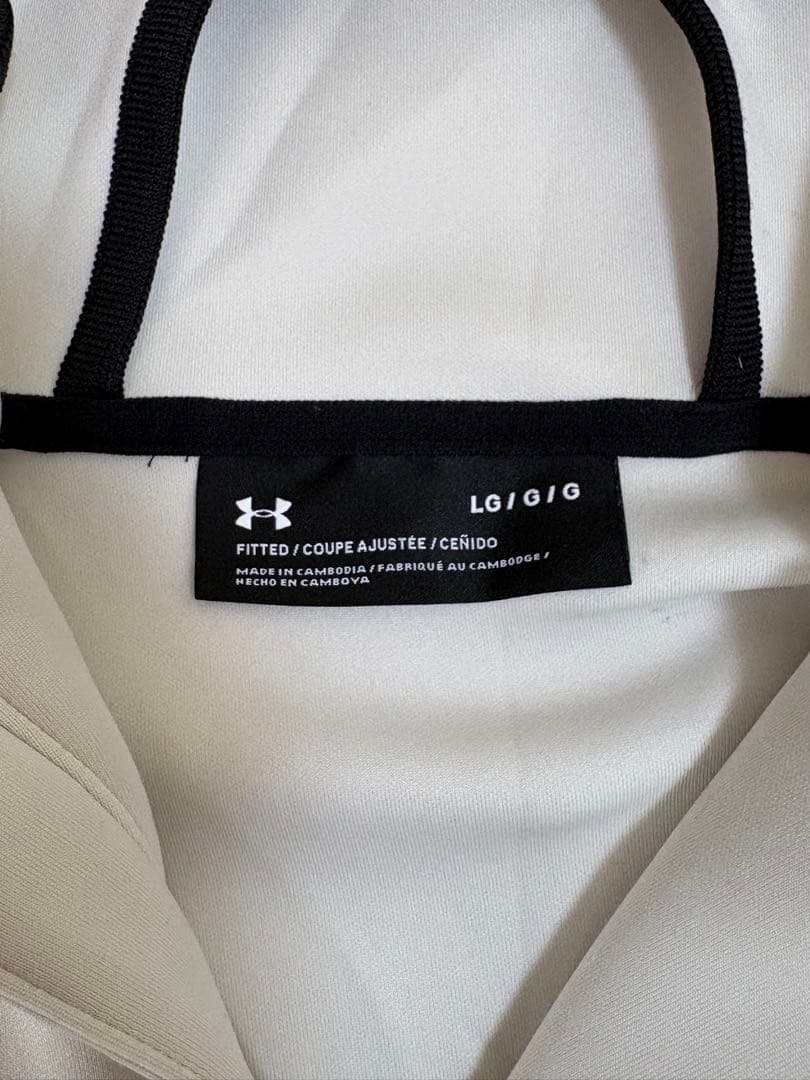 LG / G / G
FITTED / COUPE AJUSTÉE / CEÑIDO
MADE IN CAMBODIA / FABRIQUÉ AU CAMBODGE /
HECHO EN CAMBOYA